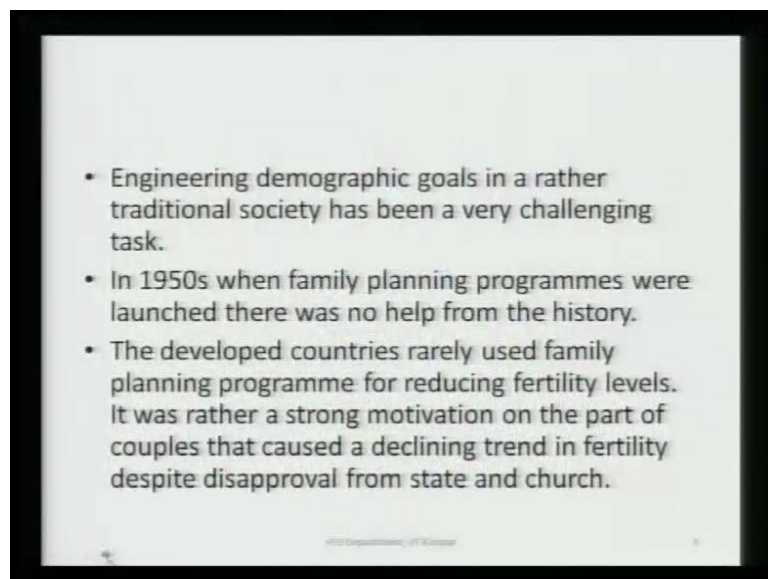 • Engineering demographic goals in a rather
traditional society has been a very challenging
task.
• In 1950s when family planning programmes were
launched there was no help from the history.
• The developed countries rarely used family
planning programme for reducing fertility levels.
It was rather a strong motivation on the part of
couples that caused a declining trend in fertility
despite disapproval from state and church.